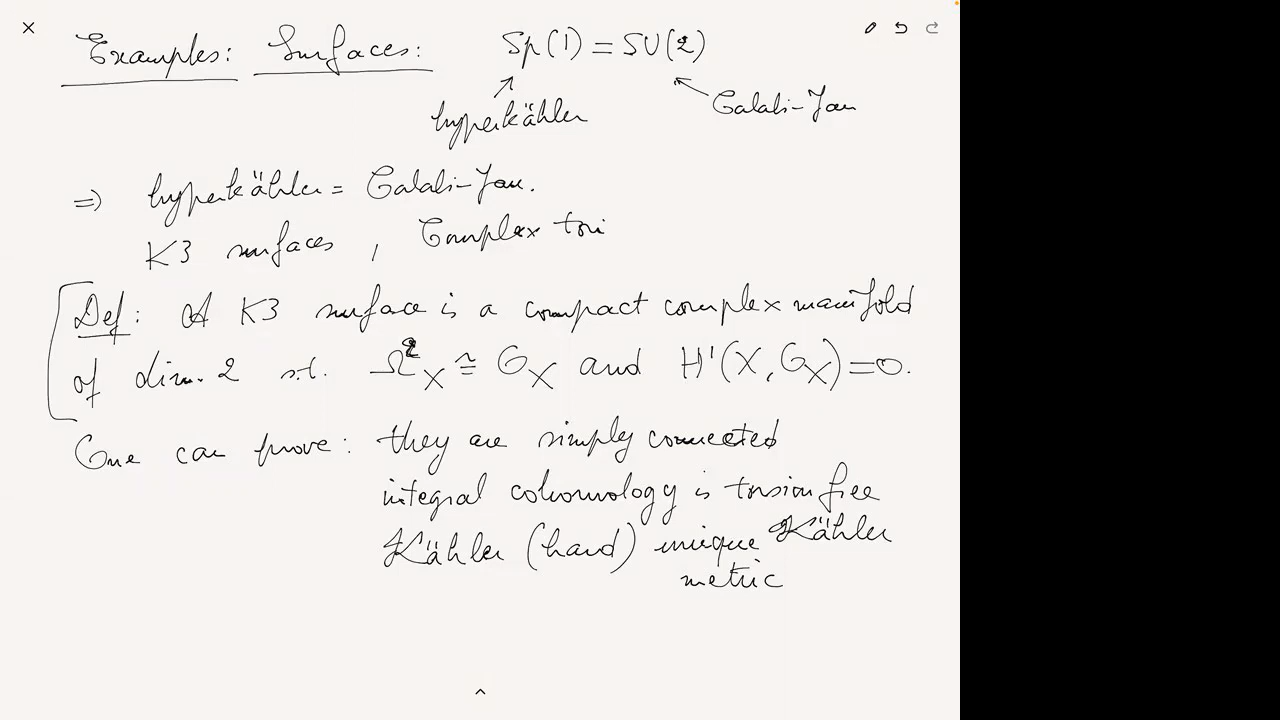 Examples: Surfaces: Sp(1) = SU(2)
hyperkähler Calabi-Yau
⇒ hyperkähler = Calabi-Yau.
K3 surfaces, Complex tori
Def: A K3 surface is a compact complex manifold
of dim. 2 s.t. Ω²_X ≅ O_X and H¹(X, O_X) = 0.
One can prove: they are simply connected
integral cohomology is torsion free
Kähler (hard) unique Kähler
metric